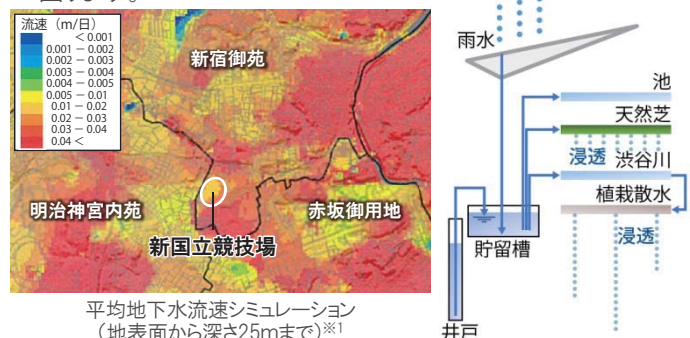 流速（m/日）
＜0.001
0.001 － 0.002
0.002 － 0.003
0.003 － 0.004
0.004 － 0.005
0.005 － 0.01
0.01 － 0.02
0.02 － 0.03
0.03 － 0.04
0.04＜
新宿御苑
明治神宮内苑
赤坂御用地
新国立競技場
平均地下水流速シミュレーション
（地表面から深さ25mまで）※1
雨水
池
天然芝
浸透
渋谷川
植栽散水
貯留槽
浸透
井戸